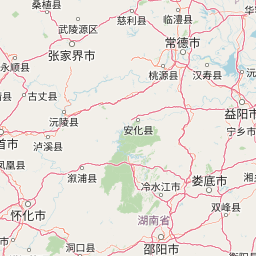 桑植县
慈利县
临澧县
武陵源区
常德市
张家界市
永顺县
桃源县
汉寿县
古丈县
益阳市
沅陵县
安化县
宁乡市
泸溪县
凤凰县
溆浦县
娄底市
冷水江市
怀化市
双峰县
湖南省
邵阳市
洞口县